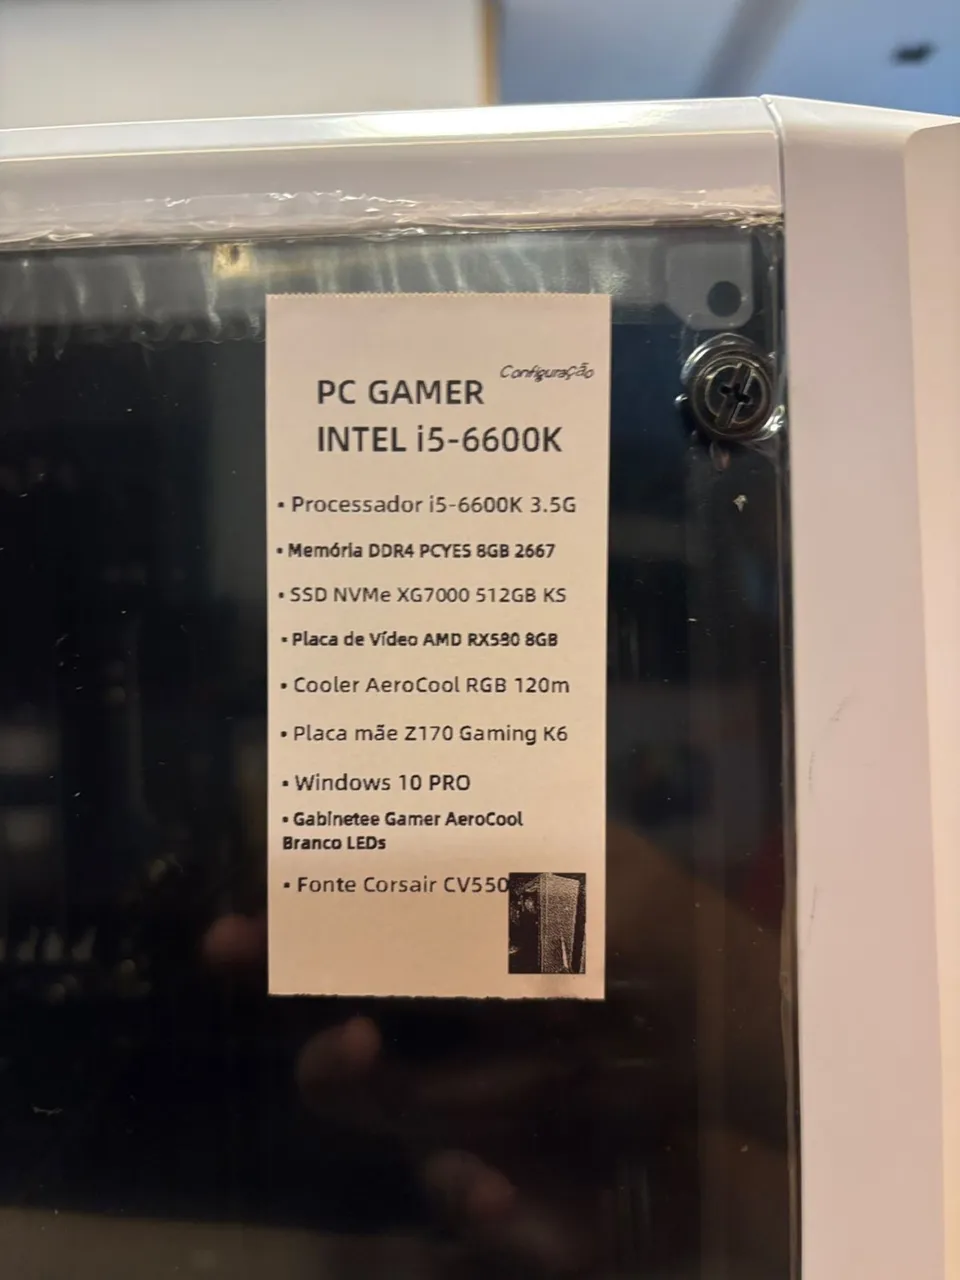 Configuração
PC GAMER
INTEL i5-6600K
• Processador i5-6600K 3.5G
• Memória DDR4 PCYES 8GB 2667
• SSD NVMe XG7000 512GB KS
• Placa de Vídeo AMD RX580 8GB
• Cooler AeroCool RGB 120m
• Placa mãe Z170 Gaming K6
• Windows 10 PRO
• Gabinetee Gamer AeroCool
Branco LEDs
• Fonte Corsair CV550